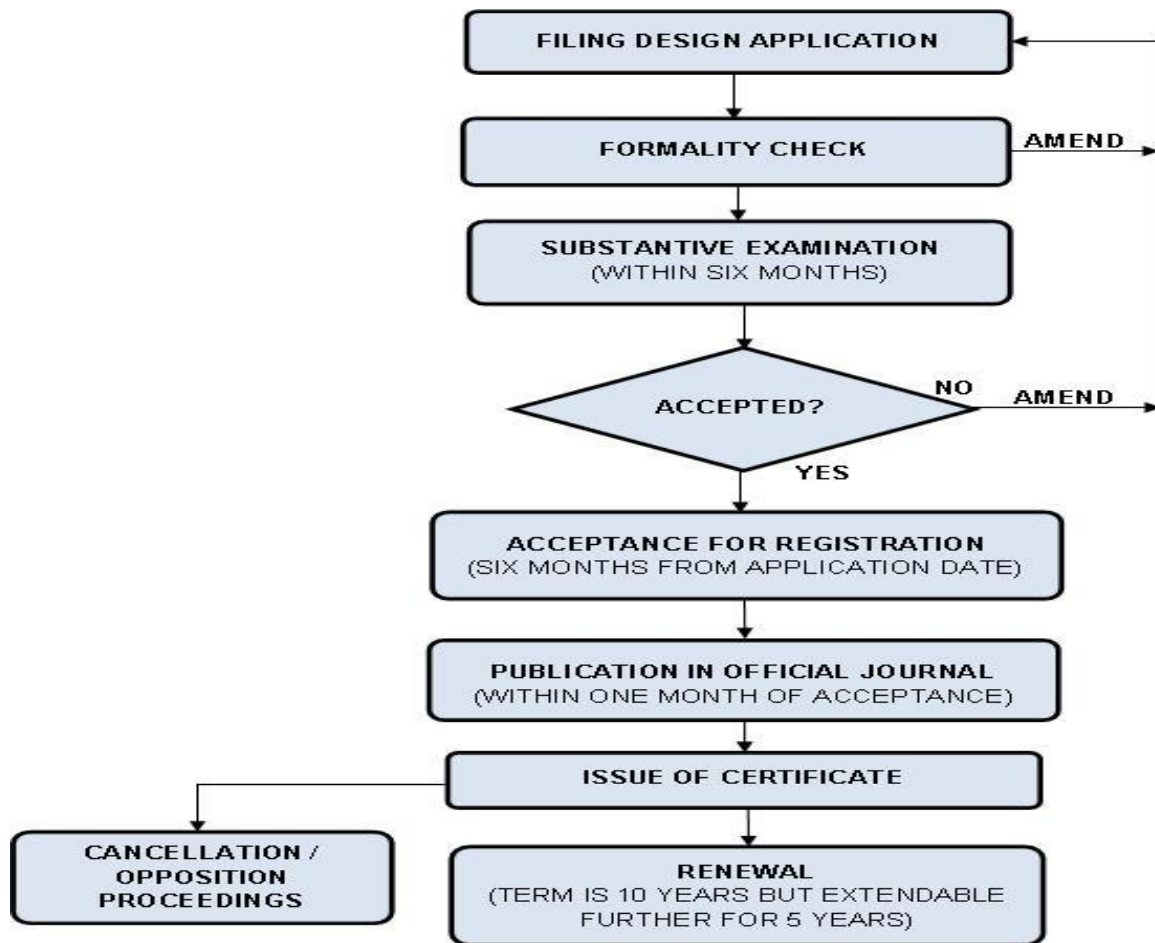 FILING DESIGN APPLICATION
FORMALITY CHECK
AMEND
SUBSTANTIVE EXAMINATION
(WITHIN SIX MONTHS)
ACCEPTED?
NO
AMEND
YES
ACCEPTANCE FOR REGISTRATION
(SIX MONTHS FROM APPLICATION DATE)
PUBLICATION IN OFFICIAL JOURNAL
(WITHIN ONE MONTH OF ACCEPTANCE)
ISSUE OF CERTIFICATE
CANCELLATION /
OPPOSITION
PROCEEDINGS
RENEWAL
(TERM IS 10 YEARS BUT EXTENDABLE
FURTHER FOR 5 YEARS)